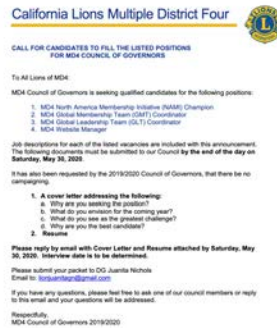 California Lions Multiple District Four
CALL FOR CANDIDATES TO FILL THE LISTED POSITIONS
FOR MD4 COUNCIL OF GOVERNORS
To All Lions of MD4:
MD4 Council of Governors is seeking qualified candidates for the following positions:
1. MD4 North America Membership Initiative (NAMI) Champion
2. MD4 Global Membership Team (GMT) Coordinator
3. MD4 Global Leadership Team (GLT) Coordinator
4. MD4 Website Manager
Job descriptions for each of the listed vacancies are included with this announcement.
The following documents must be submitted to our Council by the end of the day on
Saturday, May 30, 2020.
It has also been requested by the 2019/2020 Council of Governors, that there be no
campaigning.
1. A cover letter addressing the following:
a. Why are you seeking the position?
b. What do you envision for the coming year?
c. What do you see as the greatest challenge?
d. Why are you the best candidate?
2. Resume
Please reply by email with Cover Letter and Resume attached by Saturday, May
30, 2020. Interview date is to be determined.
Please submit your packet to DG Juanita Nichols
Email to: lionjuanitagn@gmail.com
If you have any questions, please feel free to ask one of our council members or reply
to this email and your questions will be addressed.
Respectfully,
MD4 Council of Governors 2019/2020